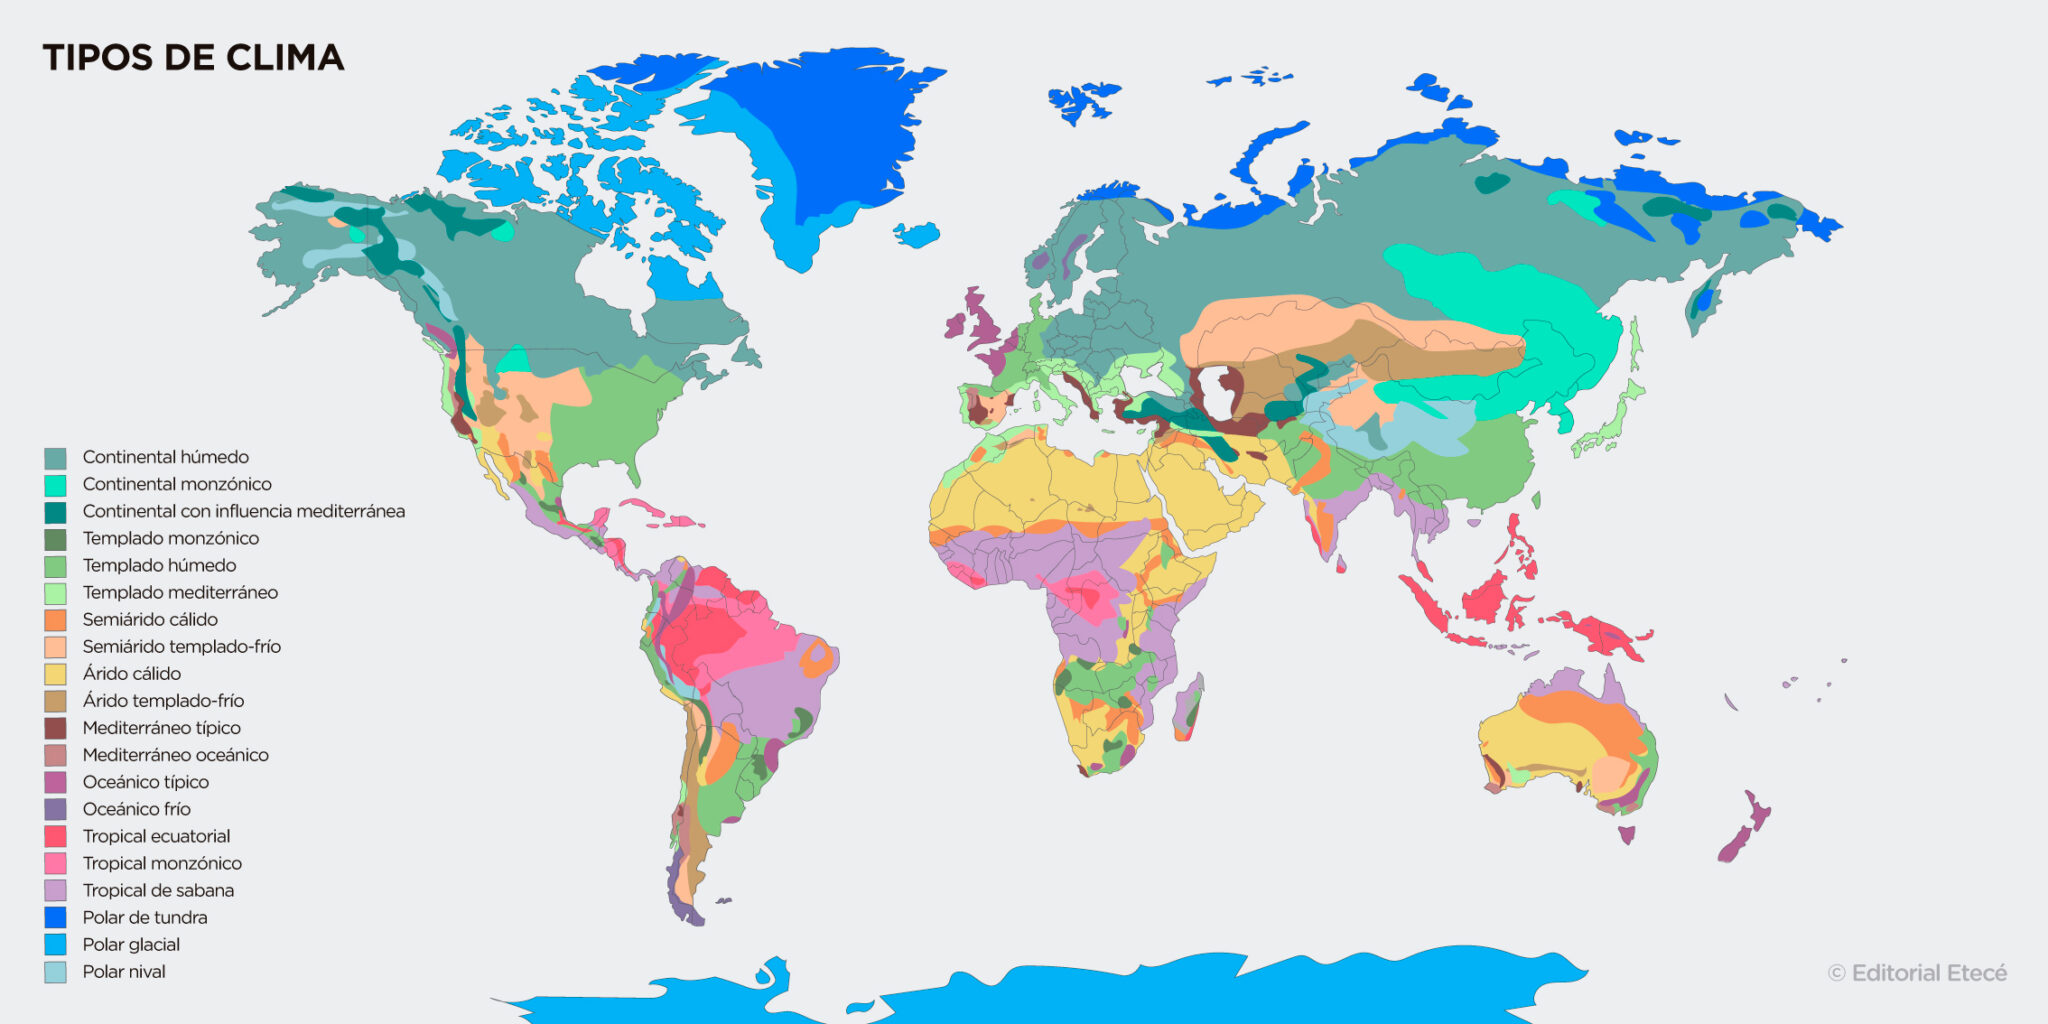 TIPOS DE CLIMA
Continental húmedo
Continental monzónico
Continental con influencia mediterránea
Templado monzónico
Templado húmedo
Templado mediterráneo
Semiárido cálido
Semiárido templado-frío
Árido cálido
Árido templado-frío
Mediterráneo típico
Mediterráneo oceánico
Oceánico típico
Oceánico frío
Tropical ecuatorial
Tropical monzónico
Tropical de sabana
Polar de tundra
Polar glacial
Polar nival
© Editorial Etecé